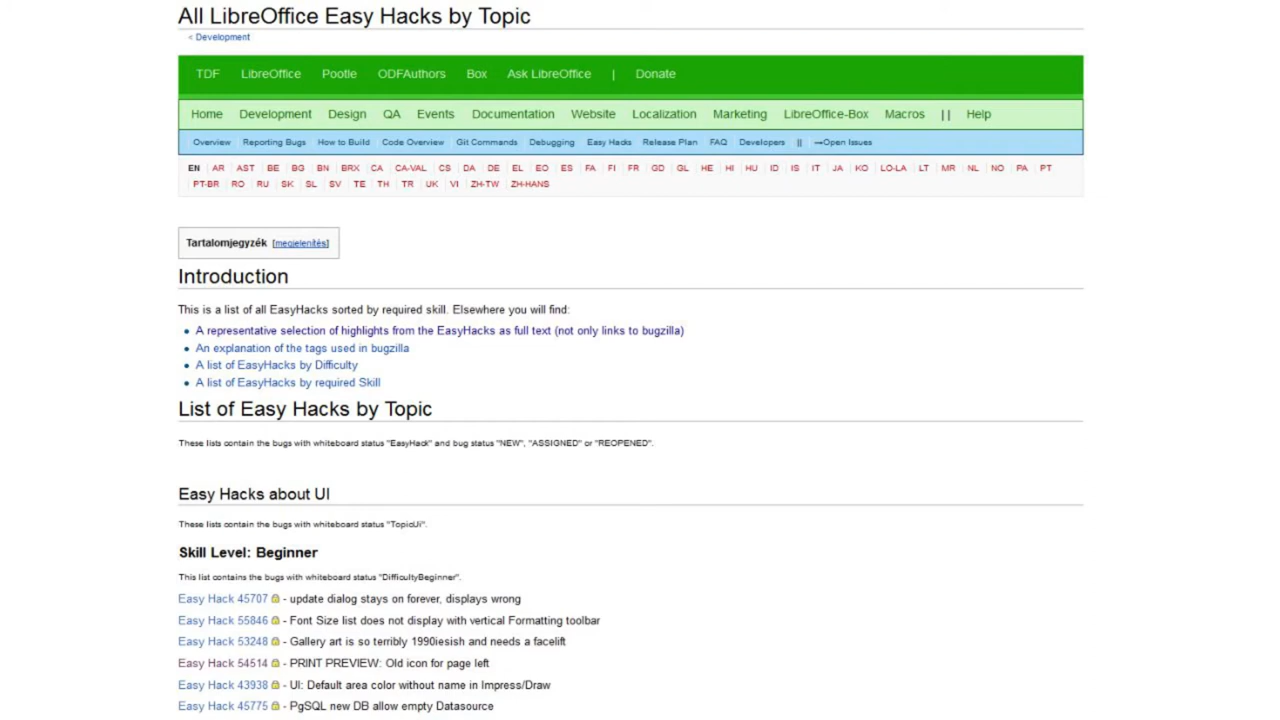 All LibreOffice Easy Hacks by Topic
< Development
TDF LibreOffice Pootle ODFAuthors Box Ask LibreOffice | Donate
Home Development Design QA Events Documentation Website Localization Marketing LibreOffice-Box Macros || Help
Overview Reporting Bugs How to Build Code Overview Git Commands Debugging Easy Hacks Release Plan FAQ Developers || →Open Issues
EN AR AST BE BG BN BRX CA CA-VAL CS DA DE EL EO ES FA FI FR GD GL HE HI HU ID IS IT JA KO LO-LA LT MR NL NO PA PT
PT-BR RO RU SK SL SV TE TH TR UK VI ZH-TW ZH-HANS
Tartalomjegyzék [megjelenítés]
Introduction
This is a list of all EasyHacks sorted by required skill. Elsewhere you will find:
• A representative selection of highlights from the EasyHacks as full text (not only links to bugzilla)
• An explanation of the tags used in bugzilla
• A list of EasyHacks by Difficulty
• A list of EasyHacks by required Skill
List of Easy Hacks by Topic
These lists contain the bugs with whiteboard status "EasyHack" and bug status "NEW", "ASSIGNED" or "REOPENED".
Easy Hacks about UI
These lists contain the bugs with whiteboard status "TopicUi".
Skill Level: Beginner
This list contains the bugs with whiteboard status "DifficultyBeginner".
Easy Hack 45707 - update dialog stays on forever, displays wrong
Easy Hack 55846 - Font Size list does not display with vertical Formatting toolbar
Easy Hack 53248 - Gallery art is so terribly 1990iesish and needs a facelift
Easy Hack 54514 - PRINT PREVIEW: Old icon for page left
Easy Hack 43938 - UI: Default area color without name in Impress/Draw
Easy Hack 45775 - PgSQL new DB allow empty Datasource